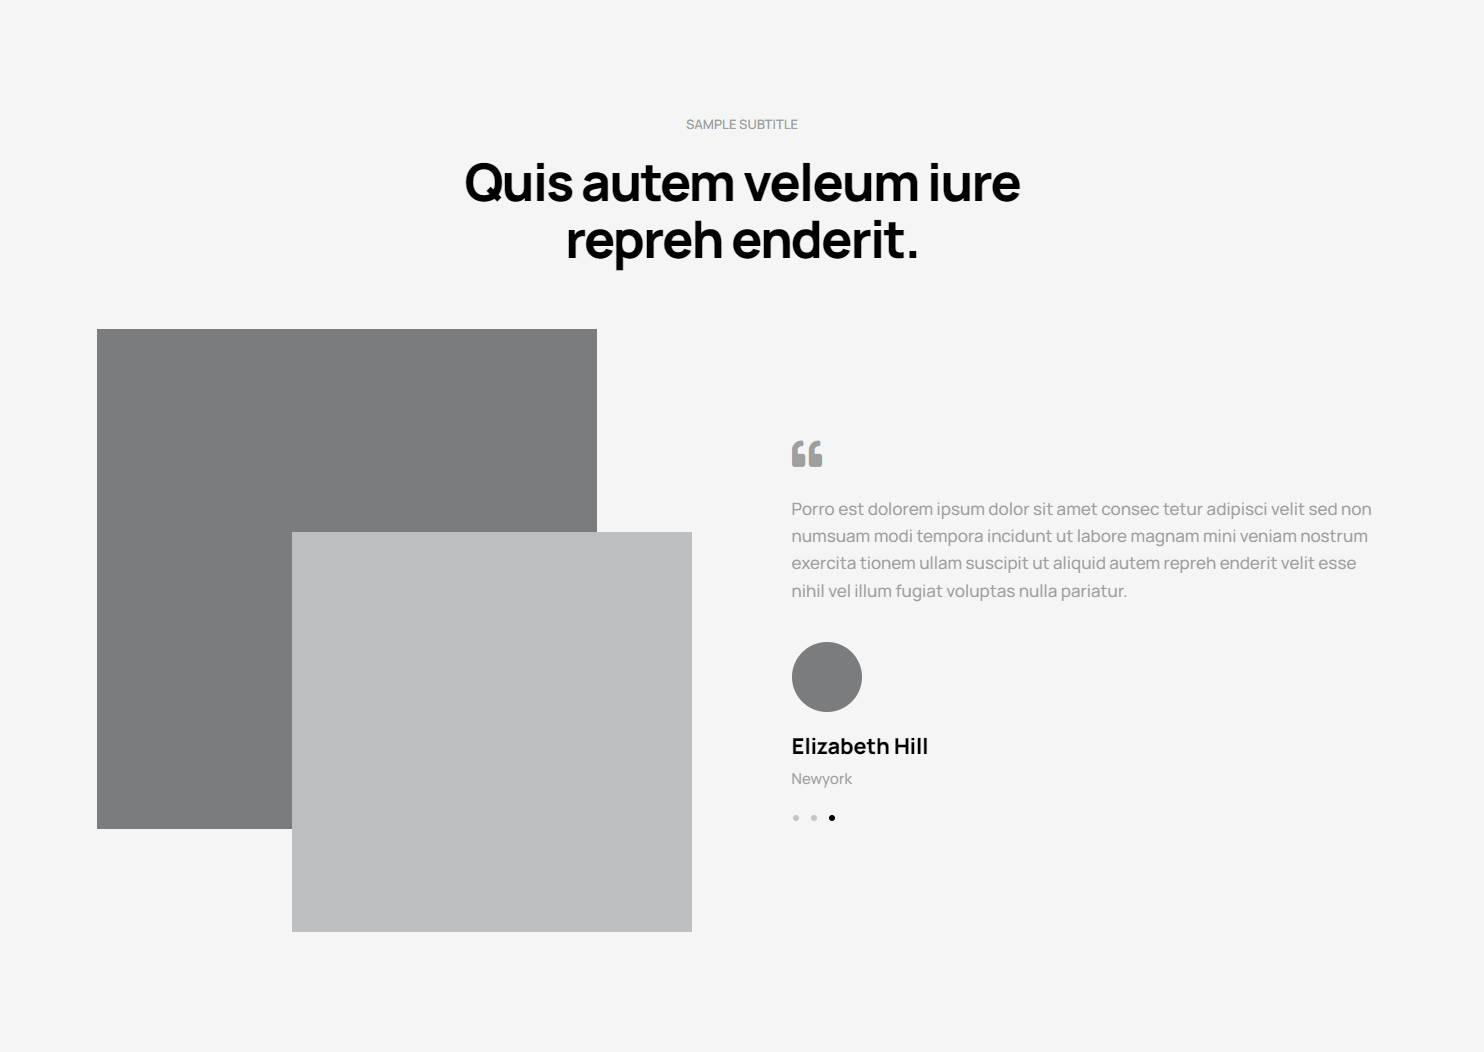 SAMPLE SUBTITLE
Quis autem veleum iure
repreh enderit.
Porro est dolorem ipsum dolor sit amet consec tetur adipisci velit sed non
numsuam modi tempora incidunt ut labore magnam mini veniam nostrum
exercita tionem ullam suscipit ut aliquid autem repreh enderit velit esse
nihil vel illum fugiat voluptas nulla pariatur.
Elizabeth Hill
Newyork